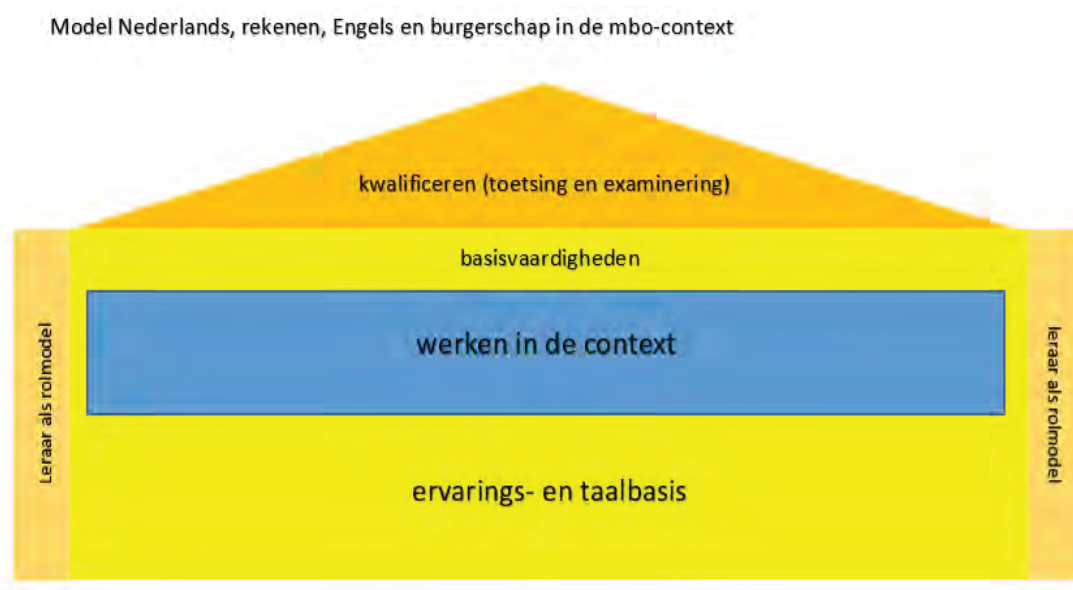 Model Nederlands, rekenen, Engels en burgerschap in de mbo-context
kwalificeren (toetsing en examinering)
basisvaardigheden
werken in de context
ervarings- en taalbasis
Leraar als rolmodel
leraar als rolmodel